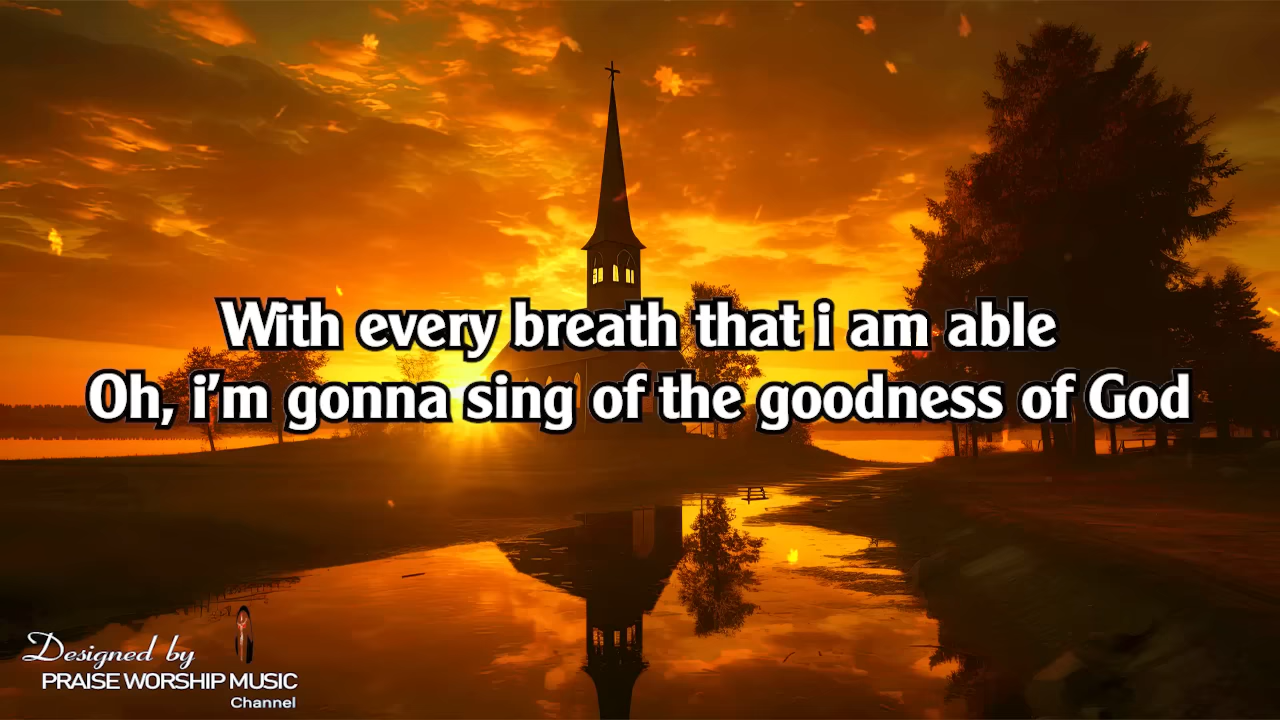 With every breath that i am able
Oh, i'm gonna sing of the goodness of God
Designed by
PRAISE WORSHIP MUSIC
Channel